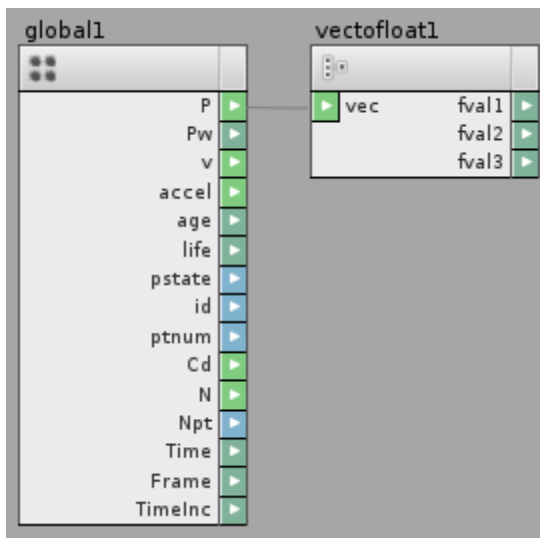 global1
P
Pw
v
accel
age
life
pstate
id
ptnum
Cd
N
Npt
Time
Frame
TimeInc
vectofloat1
vec fval1
fval2
fval3